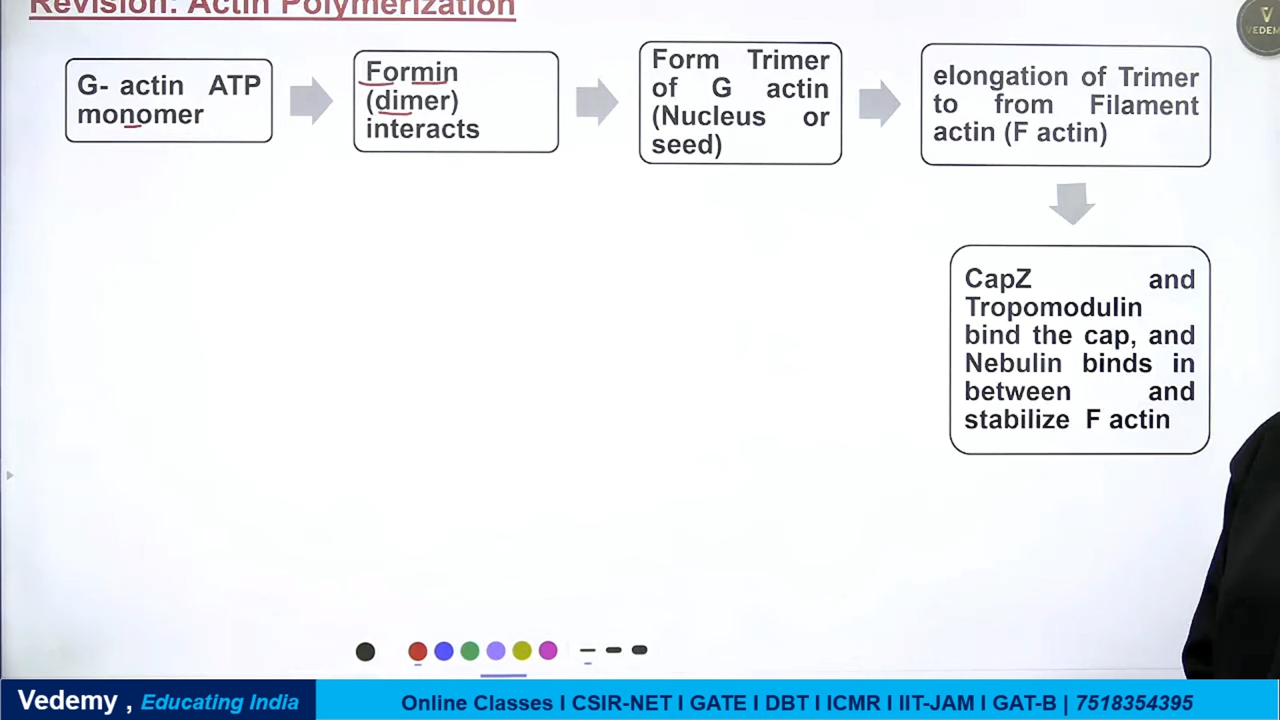 Revision: Actin Polymerization
VEDEM
G- actin ATP
monomer
Formin
(dimer)
interacts
Form Trimer
of G actin
(Nucleus or
seed)
elongation of Trimer
to from Filament
actin (F actin)
CapZ and
Tropomodulin
bind the cap, and
Nebulin binds in
between and
stabilize F actin
Vedemy , Educating India
Online Classes I CSIR-NET I GATE I DBT I ICMR I IIT-JAM I GAT-B | 7518354395